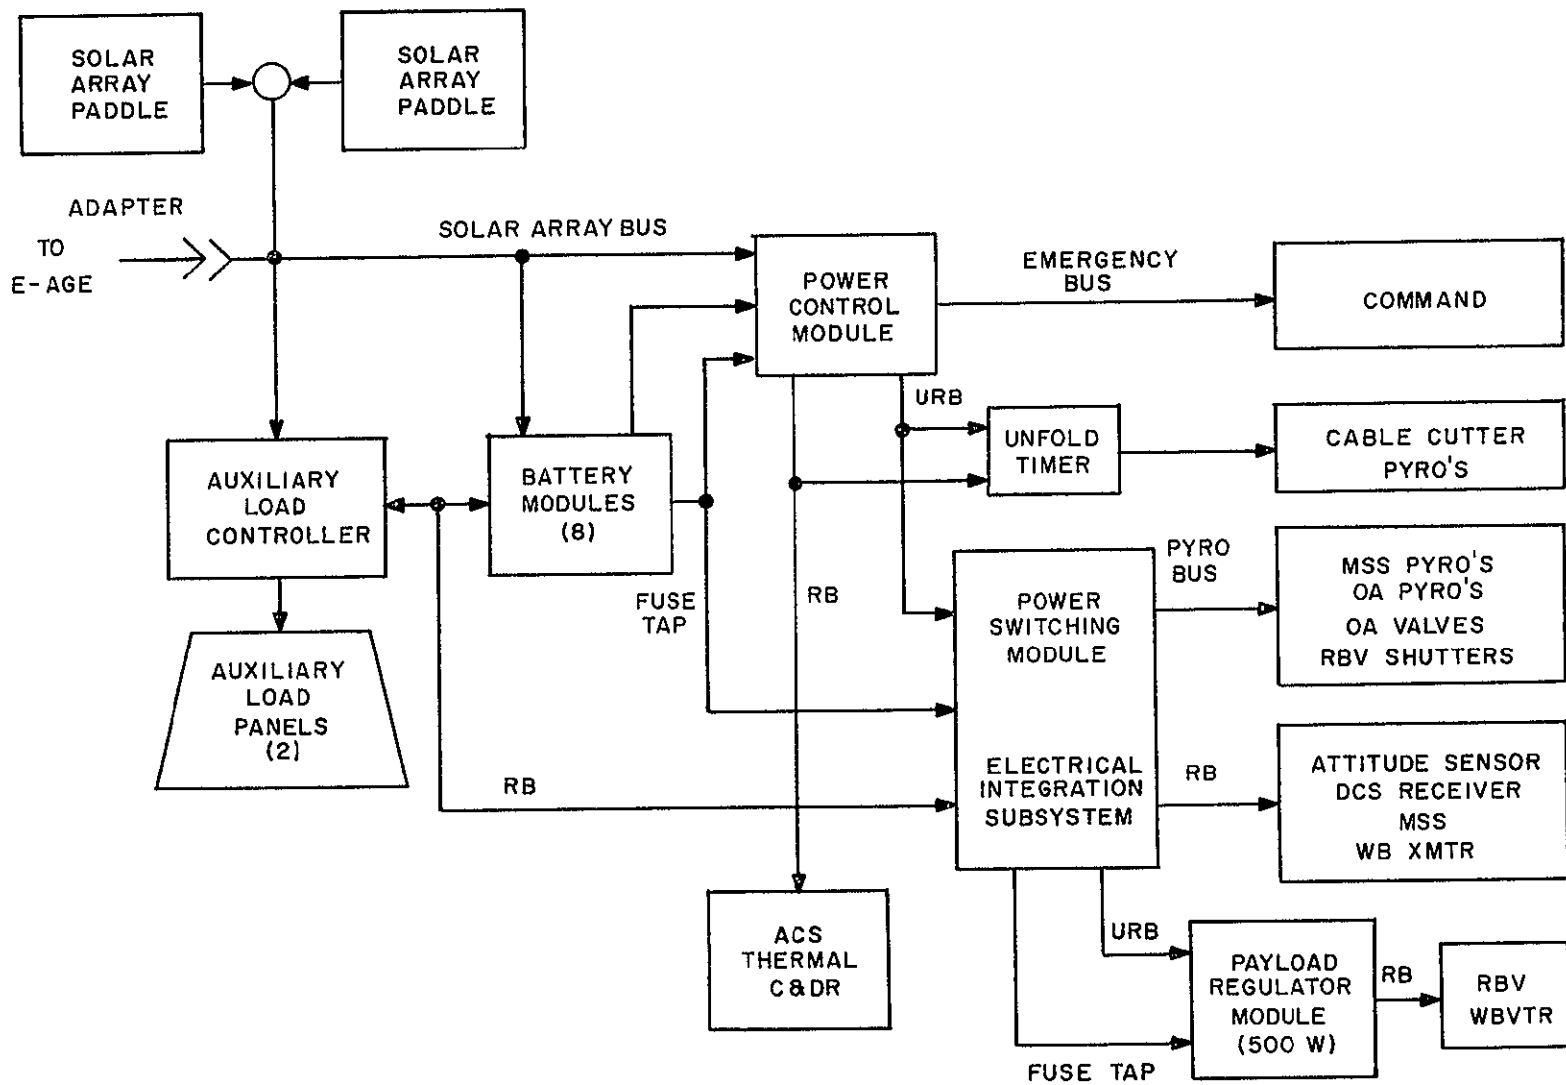 SOLAR
ARRAY
PADDLE
SOLAR
ARRAY
PADDLE
ADAPTER
TO
E-AGE
SOLAR ARRAY BUS
POWER
CONTROL
MODULE
EMERGENCY
BUS
COMMAND
URB
UNFOLD
TIMER
CABLE CUTTER
PYRO'S
AUXILIARY
LOAD
CONTROLLER
BATTERY
MODULES
(8)
FUSE
TAP
RB
PYRO
BUS
MSS PYRO'S
OA PYRO'S
OA VALVES
RBV SHUTTERS
POWER
SWITCHING
MODULE
AUXILIARY
LOAD
PANELS
(2)
RB
ELECTRICAL
INTEGRATION
SUBSYSTEM
RB
ATTITUDE SENSOR
DCS RECEIVER
MSS
WB XMTR
ACS
THERMAL
C&DR
URB
FUSE TAP
PAYLOAD
REGULATOR
MODULE
(500 W)
RB
RBV
WBVTR